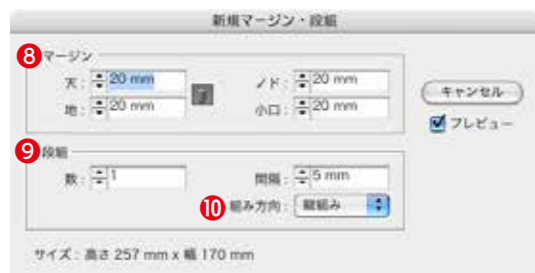 新規マージン・段組
⑧ マージン
天: 20 mm ノド: 20 mm
地: 20 mm 小口: 20 mm
キャンセル
プレビュー
⑨ 段組
数: 1 間隔: 5 mm
⑩ 組み方向: 縦組み
サイズ: 高さ 257 mm x 幅 170 mm